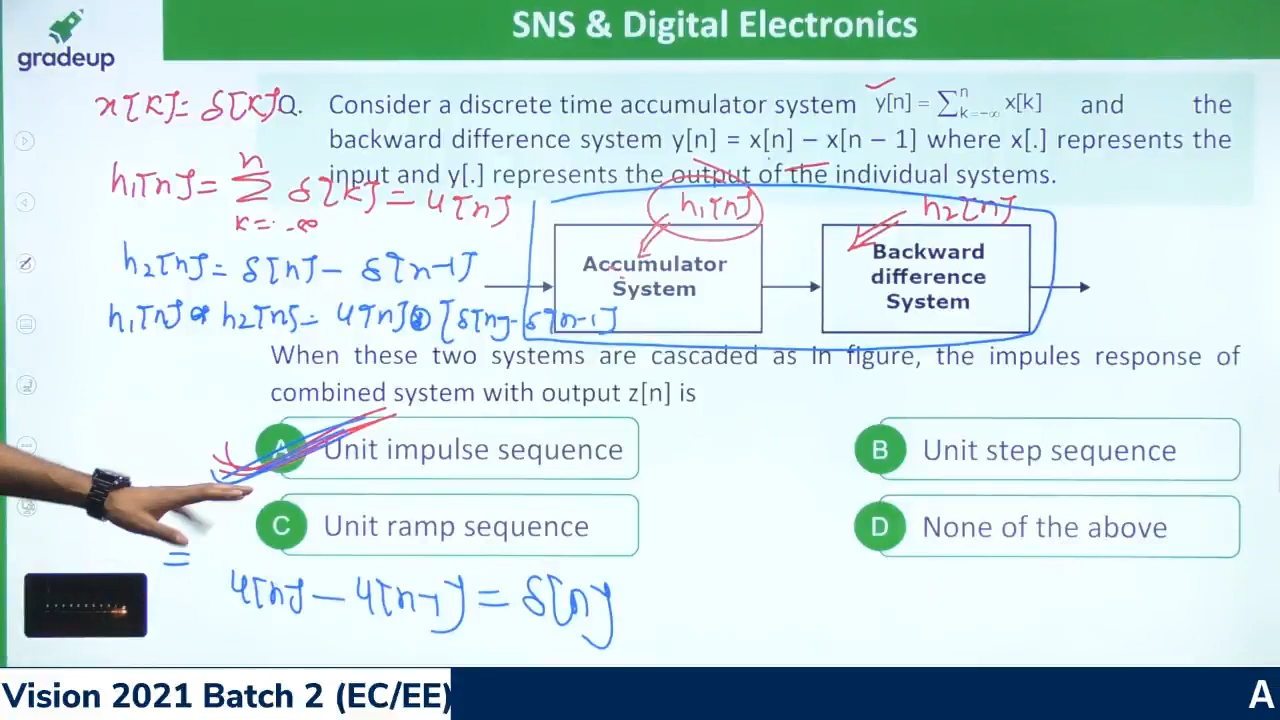 SNS & Digital Electronics
gradeup
x[k]= δ[k]
Q. Consider a discrete time accumulator system y[n] = ∑ⁿₖ₌₋∞ x[k] and the
backward difference system y[n] = x[n] − x[n − 1] where x[.] represents the
input and y[.] represents the output of the individual systems.
h₁[n]= ∑ⁿₖ₌₋∞ δ[k] = u[n]
h₁[n]
h₂[n]
h₂[n]= δ[n] - δ[n-1]
Accumulator
System
Backward
difference
System
h₁[n] * h₂[n]= u[n] * [δ[n]-δ[n-1]
When these two systems are cascaded as in figure, the impules response of
combined system with output z[n] is
A Unit impulse sequence
B Unit step sequence
C Unit ramp sequence
D None of the above
= u[n] - u[n-1] = δ[n]
Vision 2021 Batch 2 (EC/EE)
A